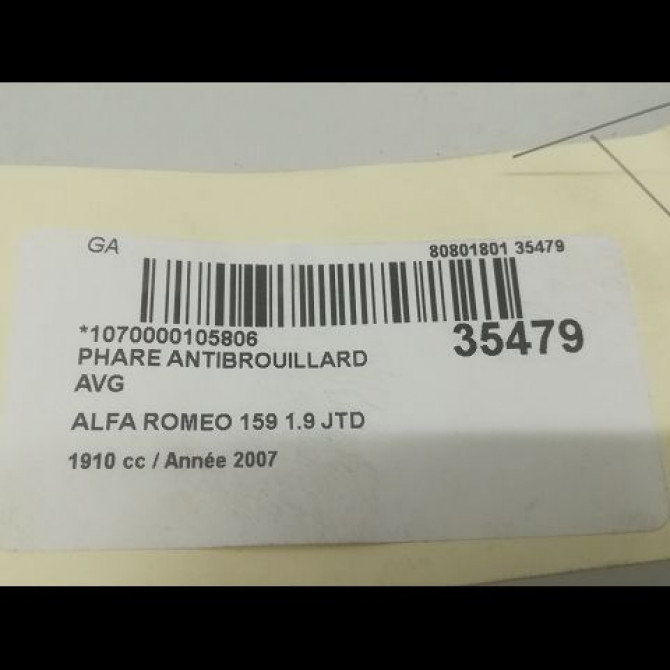 GA 80801801 35479
*1070000105806 35479
PHARE ANTIBROUILLARD
AVG
ALFA ROMEO 159 1.9 JTD
1910 cc / Année 2007